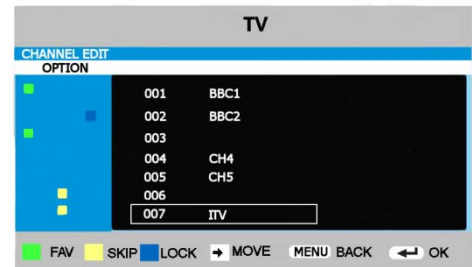 TV
CHANNEL EDIT
OPTION
001 BBC1
002 BBC2
003
004 CH4
005 CH5
006
007 ITV
FAV SKIP LOCK MOVE MENU BACK OK